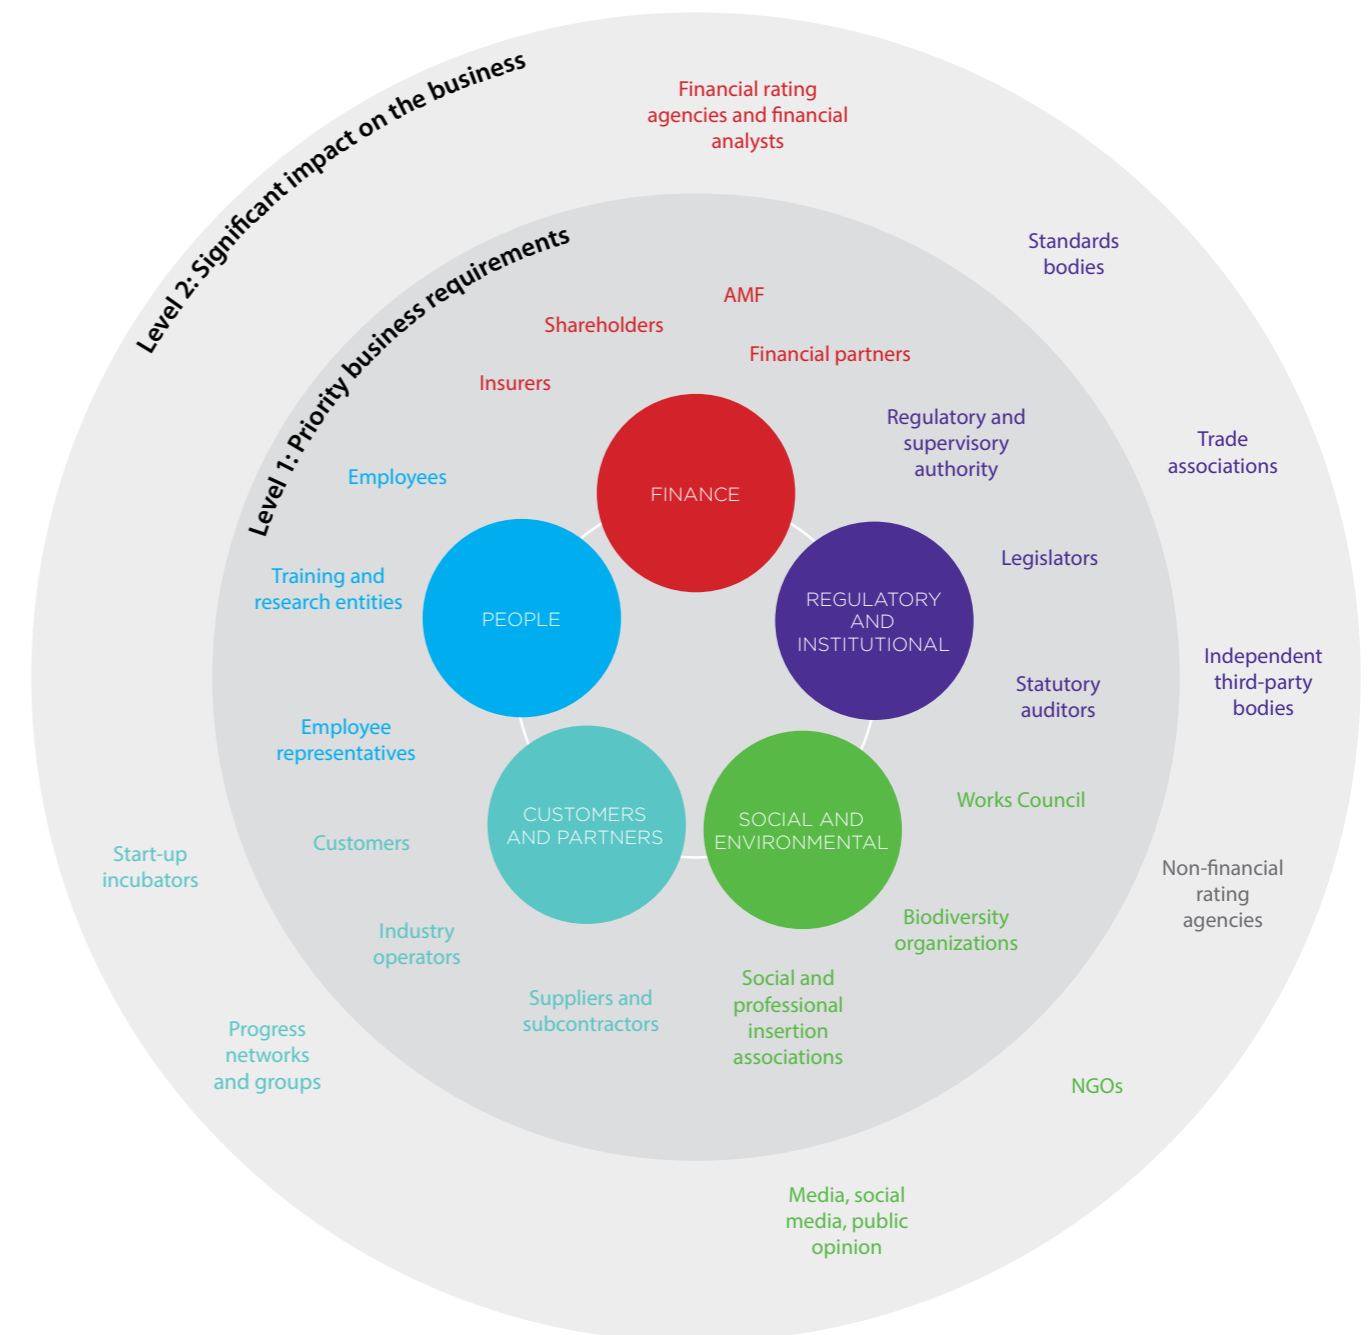 Level 2: Significant impact on the business
Financial rating
agencies and financial
analysts
Standards
bodies
Trade
associations
Independent
third-party
bodies
Non-financial
rating
agencies
NGOs
Media, social
media, public
opinion
Progress
networks
and groups
Start-up
incubators
Level 1: Priority business requirements
Insurers
Shareholders
AMF
Financial partners
Regulatory and
supervisory
authority
Legislators
Statutory
auditors
Works Council
Biodiversity
organizations
Social and
professional
insertion
associations
Suppliers and
subcontractors
Industry
operators
Customers
Employee
representatives
Training and
research entities
Employees
FINANCE
REGULATORY
AND
INSTITUTIONAL
SOCIAL AND
ENVIRONMENTAL
CUSTOMERS
AND PARTNERS
PEOPLE